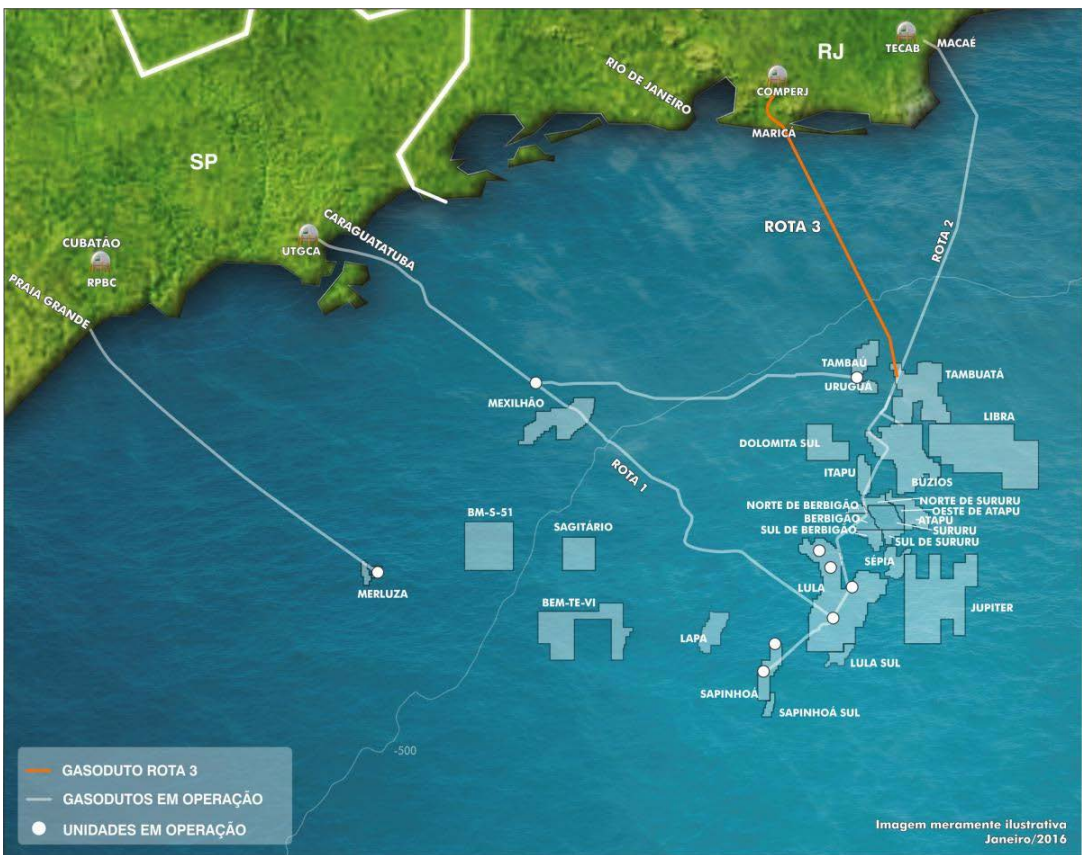 RJ
TECAB
MACAÉ
COMPERJ
RIO DE JANEIRO
MARICÁ
SP
CARAGUATATUBA
UTGCA
CUBATÃO
RPBC
PRAIA GRANDE
ROTA 3
ROTA 2
TAMBAÚ
URUGUÁ
TAMBUATÁ
MEXILHÃO
LIBRA
DOLOMITA SUL
ROTA 1
ITAPU
BÚZIOS
NORTE DE BERBIGÃO
NORTE DE SURURU
OESTE DE ATAPU
BERBIGÃO
ATAPU
SURURU
SUL DE BERBIGÃO
SUL DE SURURU
BM-S-51
SAGITÁRIO
SÉPIA
LULA
MERLUZA
BEM-TE-VI
JUPITER
LAPA
LULA SUL
SAPINHOÁ
SAPINHOÁ SUL
-500
GASODUTO ROTA 3
GASODUTOS EM OPERAÇÃO
UNIDADES EM OPERAÇÃO
Imagem meramente ilustrativa
Janeiro/2016